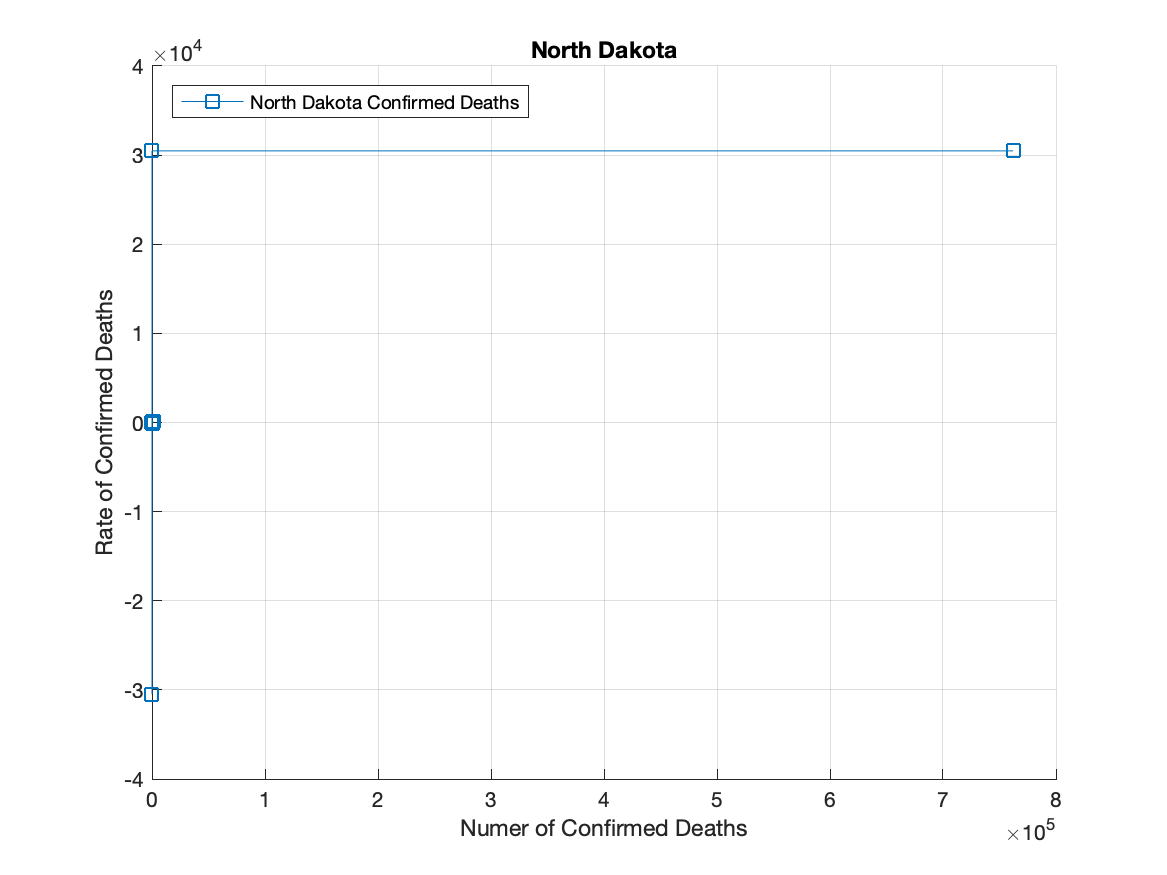 North Dakota
×10⁴
4
3
2
1
0
-1
-2
-3
-4
North Dakota Confirmed Deaths
Rate of Confirmed Deaths
0 1 2 3 4 5 6 7 8
Numer of Confirmed Deaths
×10⁵